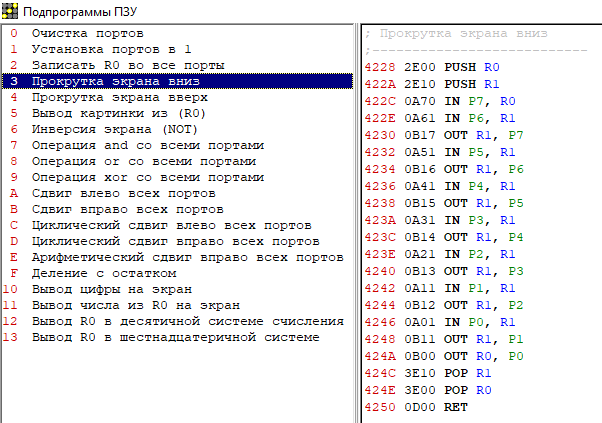 Подпрограммы ПЗУ
0 Очистка портов
1 Установка портов в 1
2 Записать R0 во все порты
3 Прокрутка экрана вниз
4 Прокрутка экрана вверх
5 Вывод картинки из (R0)
6 Инверсия экрана (NOT)
7 Операция and со всеми портами
8 Операция or со всеми портами
9 Операция xor со всеми портами
A Сдвиг влево всех портов
B Сдвиг вправо всех портов
C Циклический сдвиг влево всех портов
D Циклический сдвиг вправо всех портов
E Арифметический сдвиг вправо всех портов
F Деление с остатком
10 Вывод цифры на экран
11 Вывод числа из R0 на экран
12 Вывод R0 в десятичной системе счисления
13 Вывод R0 в шестнадцатеричной системе
; Прокрутка экрана вниз
;---------------------------
4228 2E00 PUSH R0
422A 2E10 PUSH R1
422C 0A70 IN P7, R0
422E 0A61 IN P6, R1
4230 0B17 OUT R1, P7
4232 0A51 IN P5, R1
4234 0B16 OUT R1, P6
4236 0A41 IN P4, R1
4238 0B15 OUT R1, P5
423A 0A31 IN P3, R1
423C 0B14 OUT R1, P4
423E 0A21 IN P2, R1
4240 0B13 OUT R1, P3
4242 0A11 IN P1, R1
4244 0B12 OUT R1, P2
4246 0A01 IN P0, R1
4248 0B11 OUT R1, P1
424A 0B00 OUT R0, P0
424C 3E10 POP R1
424E 3E00 POP R0
4250 0D00 RET